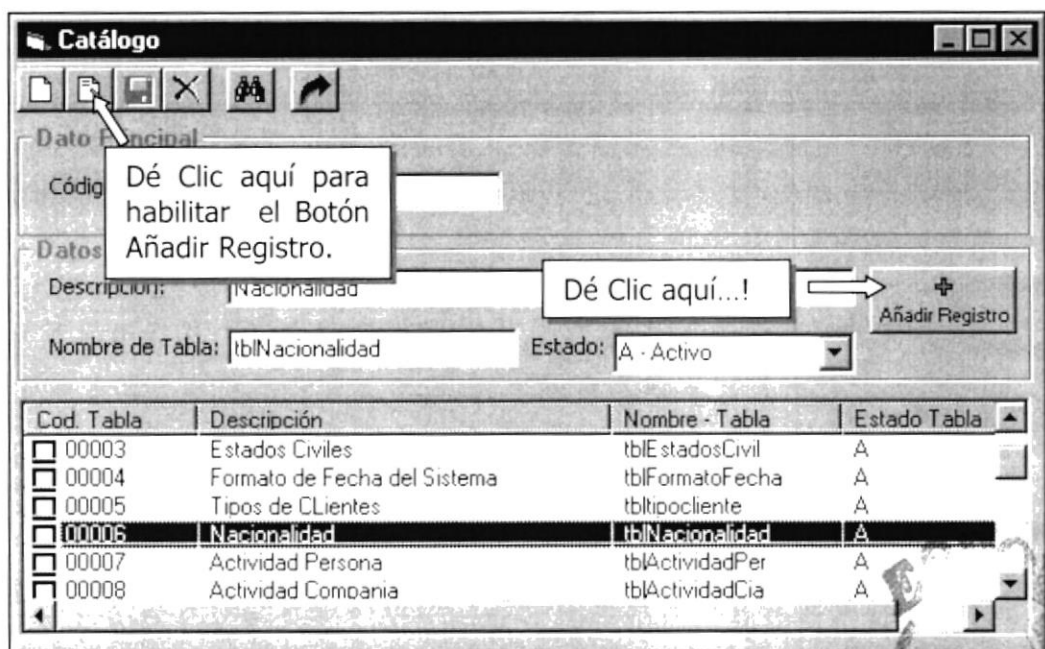 Catálogo
Dato Principal
Códig
Dé Clic aquí para
habilitar el Botón
Añadir Registro.
Datos
Descripción: Nacionalidad
Dé Clic aquí...!
Añadir Registro
Nombre de Tabla: tblNacionalidad Estado: A - Activo
Cod. Tabla Descripción Nombre - Tabla Estado Tabla
00003 Estados Civiles tblEstadosCivil A
00004 Formato de Fecha del Sistema tblFormatoFecha A
00005 Tipos de CLientes tbltipocliente A
00006 Nacionalidad tblNacionalidad A
00007 Actividad Persona tblActividadPer A
00008 Actividad Compania tblActividadCia A